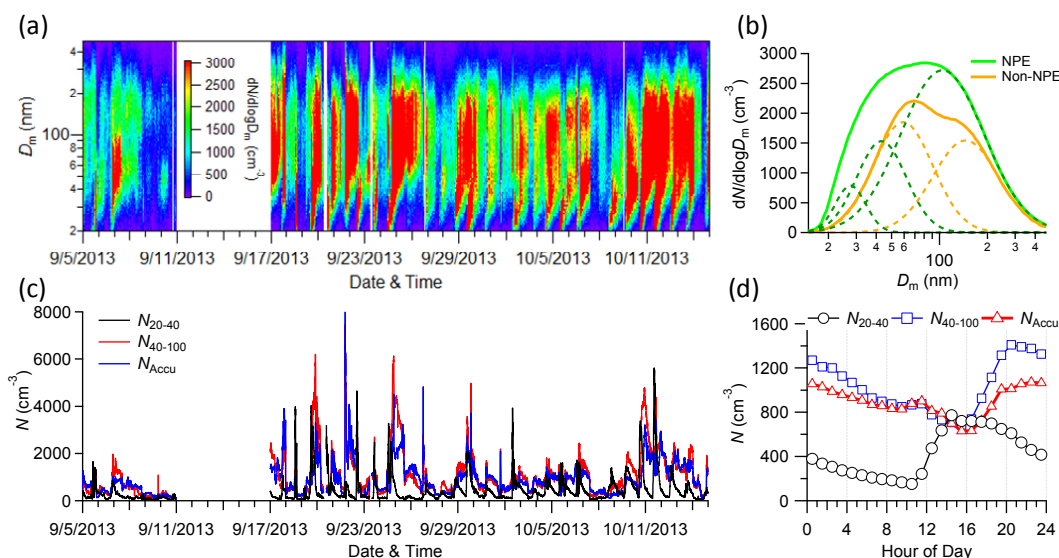 (a)
4
2
100
8
6
4
2
D_m (nm)
3000
2500
2000
1500
1000
500
0
dN/dlogD_m (cm⁻³)
9/5/2013 9/11/2013 9/17/2013 9/23/2013 9/29/2013 10/5/2013 10/11/2013
Date & Time
(b)
3000
2500
2000
1500
1000
500
0
dN/dlogD_m (cm⁻³)
NPE
Non-NPE
2 3 4 5 6 100 2 3 4
D_m (nm)
(c)
8000
6000
4000
2000
0
N (cm⁻³)
N₂₀₋₄₀
N₄₀₋₁₀₀
N_Accu
9/5/2013 9/11/2013 9/17/2013 9/23/2013 9/29/2013 10/5/2013 10/11/2013
Date & Time
(d)
N₂₀₋₄₀ N₄₀₋₁₀₀ N_Accu
1600
1200
800
400
0
N (cm⁻³)
0 4 8 12 16 20 24
Hour of Day